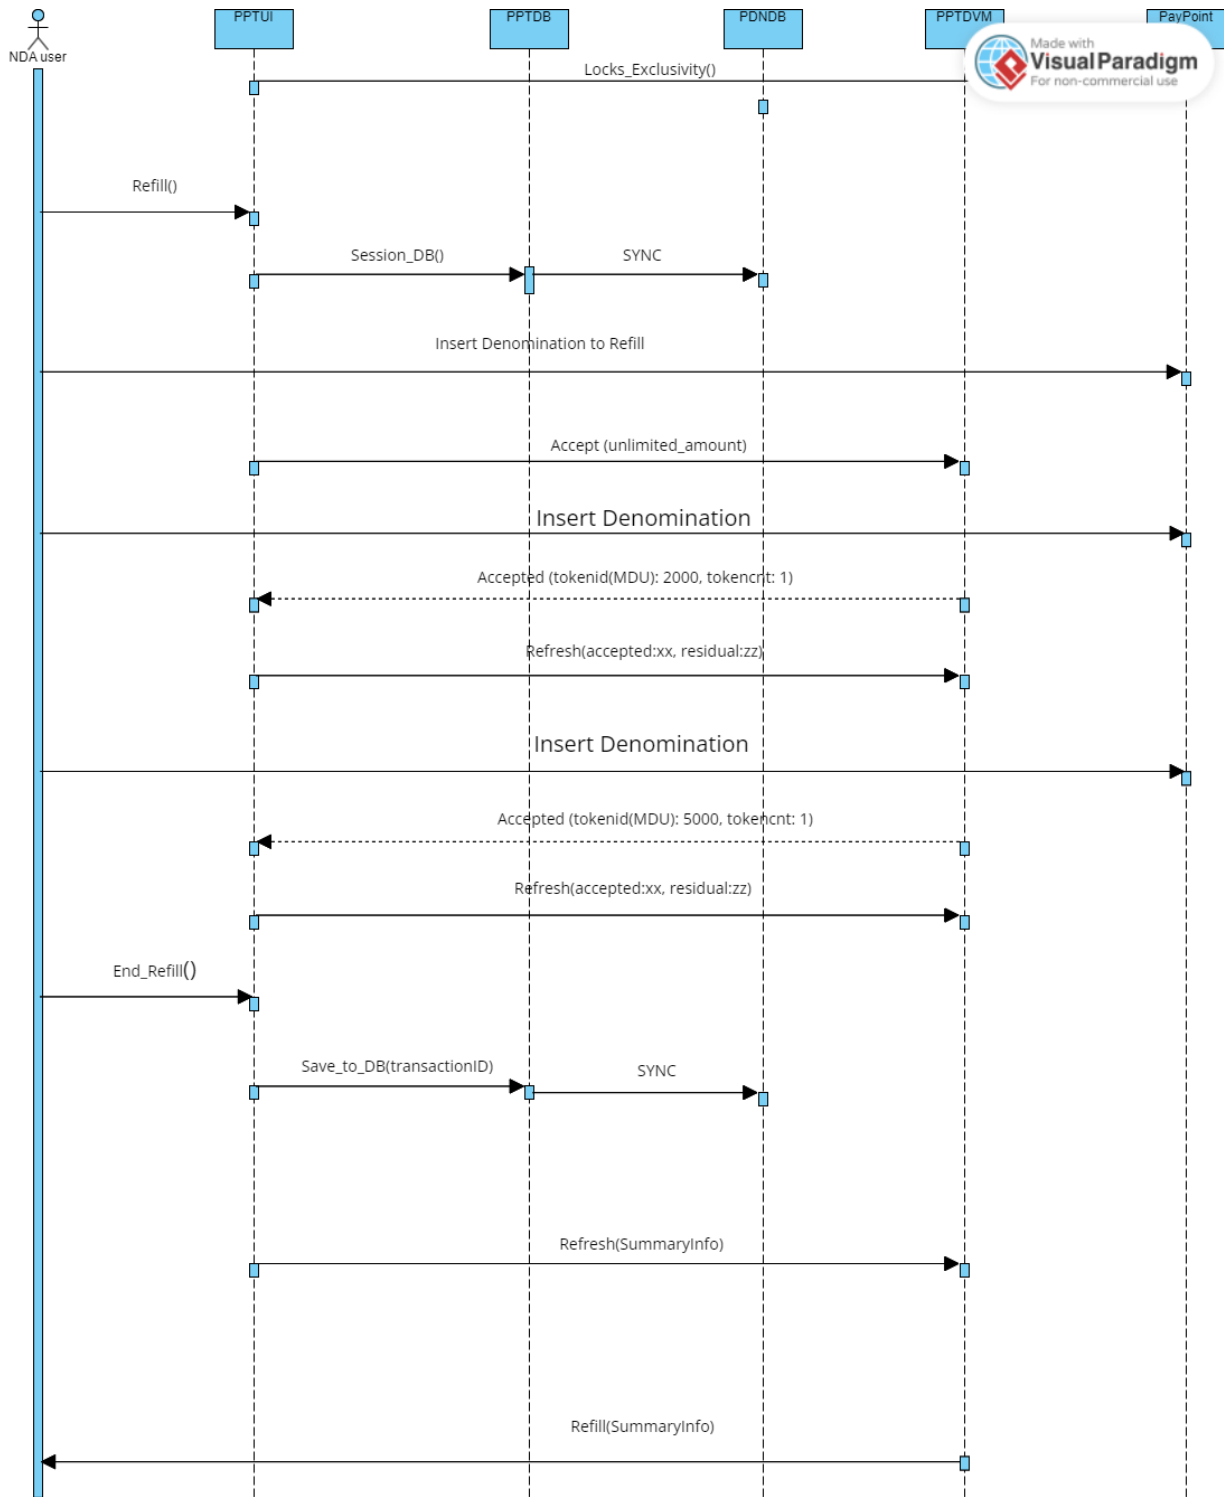 PPTUI
PPTDB
PDNDB
PPTDVM
PayPoint
NDA user
Made with
Visual Paradigm
For non-commercial use
Locks_Exclusivity()
Refill()
Session_DB()
SYNC
Insert Denomination to Refill
Accept (unlimited_amount)
Insert Denomination
Accepted (tokenid(MDU): 2000, tokencnt: 1)
Refresh(accepted:xx, residual:zz)
Insert Denomination
Accepted (tokenid(MDU): 5000, tokencnt: 1)
Refresh(accepted:xx, residual:zz)
End_Refill()
Save_to_DB(transactionID)
SYNC
Refresh(SummaryInfo)
Refill(SummaryInfo)